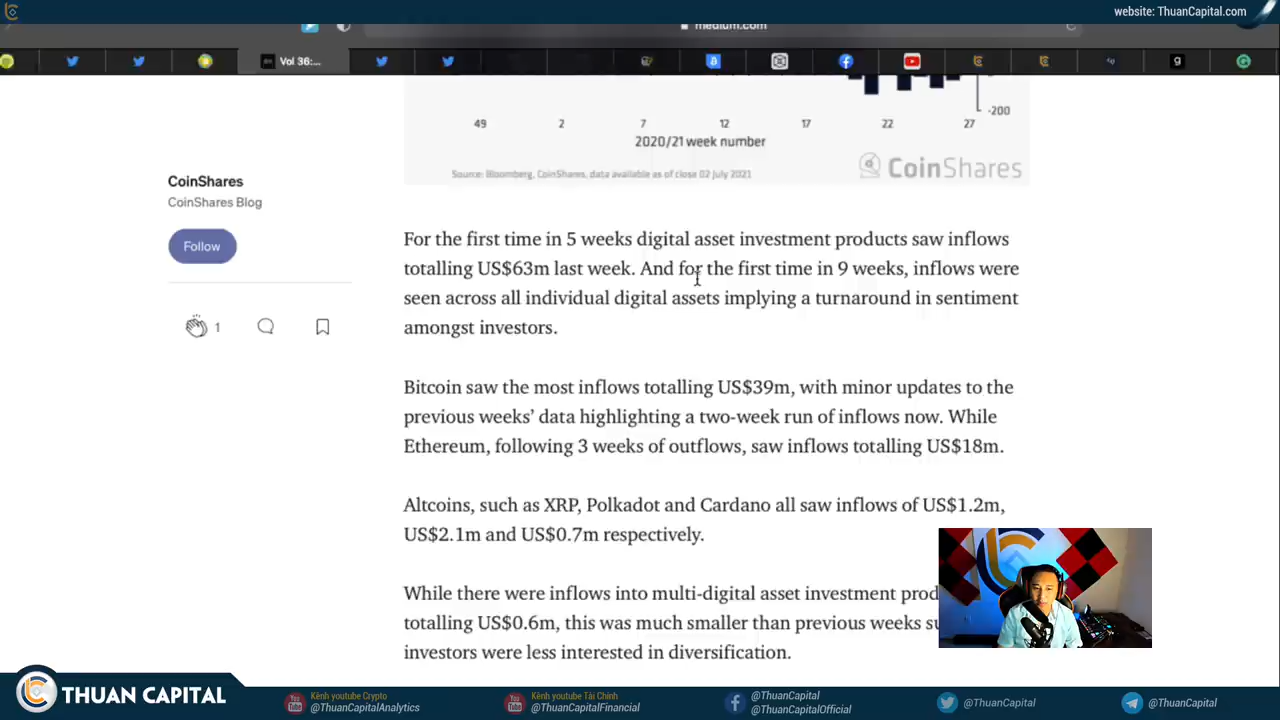 website: ThuanCapital.com
medium.com
Vol 36:...
-200
49 2 7 12 17 22 27
2020/21 week number
Source: Bloomberg, CoinShares, data available as of close 02 July 2021
CoinShares
CoinShares
CoinShares Blog
Follow
1
For the first time in 5 weeks digital asset investment products saw inflows
totalling US$63m last week. And for the first time in 9 weeks, inflows were
seen across all individual digital assets implying a turnaround in sentiment
amongst investors.
Bitcoin saw the most inflows totalling US$39m, with minor updates to the
previous weeks’ data highlighting a two-week run of inflows now. While
Ethereum, following 3 weeks of outflows, saw inflows totalling US$18m.
Altcoins, such as XRP, Polkadot and Cardano all saw inflows of US$1.2m,
US$2.1m and US$0.7m respectively.
While there were inflows into multi-digital asset investment prod
totalling US$0.6m, this was much smaller than previous weeks su
investors were less interested in diversification.
THUAN CAPITAL
Kênh youtube Crypto
@ThuanCapitalAnalytics
Kênh youtube Tài Chính
@ThuanCapitalFinancial
@ThuanCapital
@ThuanCapitalOfficial
@ThuanCapital
@ThuanCapital